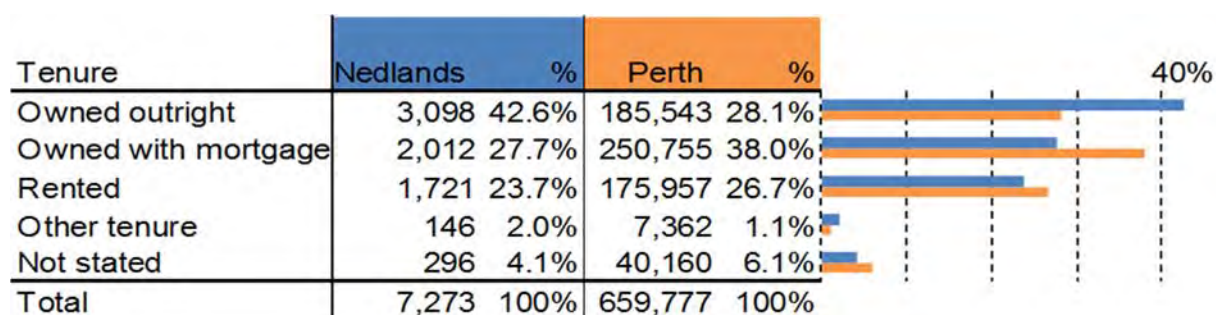 Tenure Nedlands % Perth % 40%
Owned outright 3,098 42.6% 185,543 28.1%
Owned with mortgage 2,012 27.7% 250,755 38.0%
Rented 1,721 23.7% 175,957 26.7%
Other tenure 146 2.0% 7,362 1.1%
Not stated 296 4.1% 40,160 6.1%
Total 7,273 100% 659,777 100%